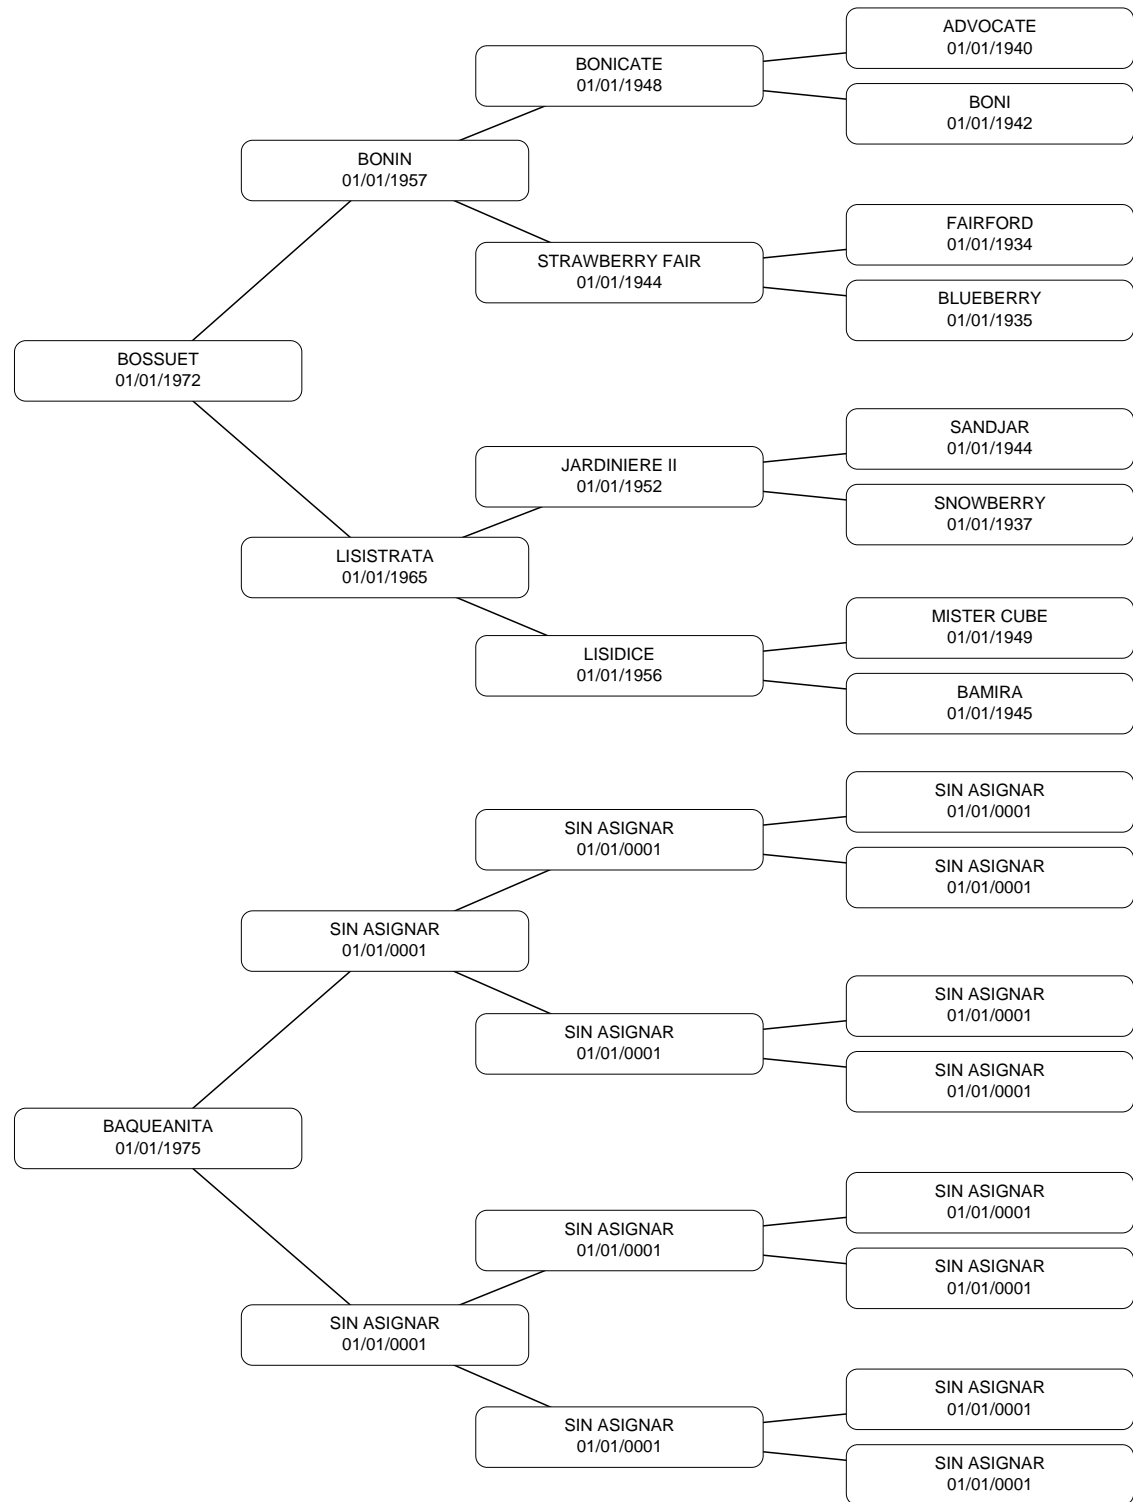 ADVOCATE
01/01/1940
BONICATE
01/01/1948
BONI
01/01/1942
BONIN
01/01/1957
FAIRFORD
01/01/1934
STRAWBERRY FAIR
01/01/1944
BLUEBERRY
01/01/1935
BOSSUET
01/01/1972
SANDJAR
01/01/1944
JARDINIERE II
01/01/1952
SNOWBERRY
01/01/1937
LISISTRATA
01/01/1965
MISTER CUBE
01/01/1949
LISIDICE
01/01/1956
BAMIRA
01/01/1945
SIN ASIGNAR
01/01/0001
SIN ASIGNAR
01/01/0001
SIN ASIGNAR
01/01/0001
SIN ASIGNAR
01/01/0001
SIN ASIGNAR
01/01/0001
SIN ASIGNAR
01/01/0001
SIN ASIGNAR
01/01/0001
BAQUEANITA
01/01/1975
SIN ASIGNAR
01/01/0001
SIN ASIGNAR
01/01/0001
SIN ASIGNAR
01/01/0001
SIN ASIGNAR
01/01/0001
SIN ASIGNAR
01/01/0001
SIN ASIGNAR
01/01/0001
SIN ASIGNAR
01/01/0001